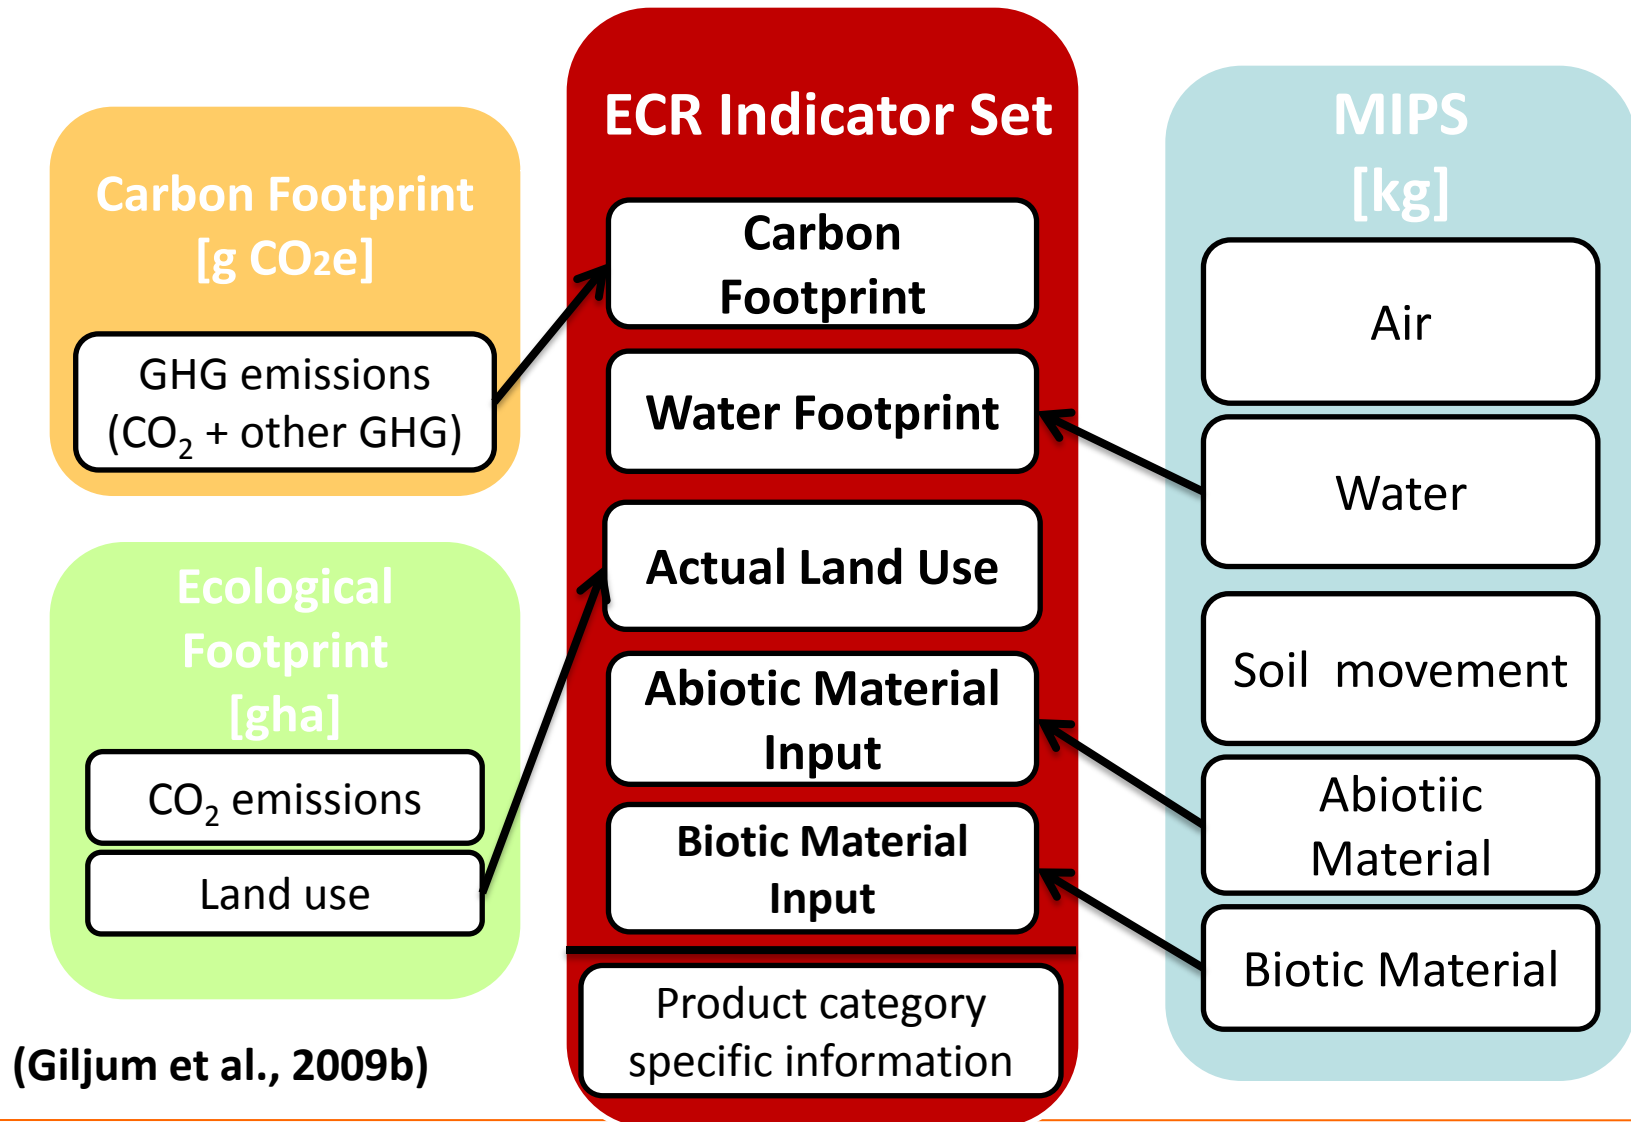 Carbon Footprint
[g CO2e]
GHG emissions
(CO₂ + other GHG)
Ecological
Footprint
[gha]
CO₂ emissions
Land use
(Giljum et al., 2009b)
ECR Indicator Set
Carbon
Footprint
Water Footprint
Actual Land Use
Abiotic Material
Input
Biotic Material
Input
Product category
specific information
MIPS
[kg]
Air
Water
Soil movement
Abiotiic
Material
Biotic Material